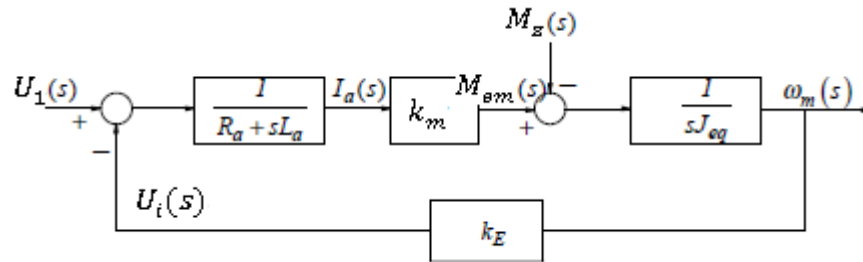 M_z(s)
U_1(s)
+
−
1
R_a + sL_a
I_a(s)
k_m
M_em(s)
+
−
1
sJ_eq
ω_m(s)
U_i(s)
k_E